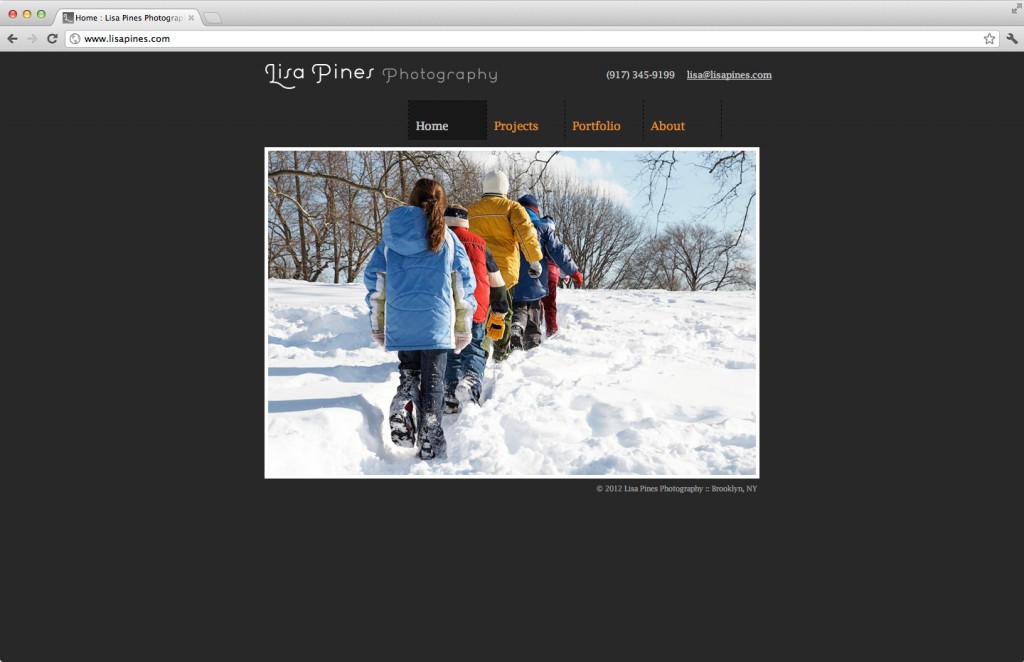 Home : Lisa Pines Photograp
www.lisapines.com
Lisa Pines Photography
(917) 345-9199 lisa@lisapines.com
Home Projects Portfolio About
© 2012 Lisa Pines Photography :: Brooklyn, NY